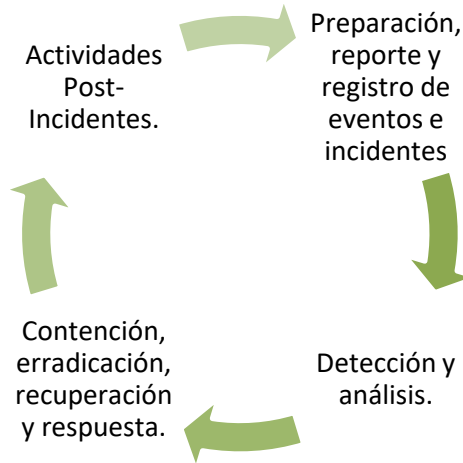 Preparación,
reporte y
registro de
eventos e
incidentes
Detección y
análisis.
Contención,
erradicación,
recuperación
y respuesta.
Actividades
Post-
Incidentes.